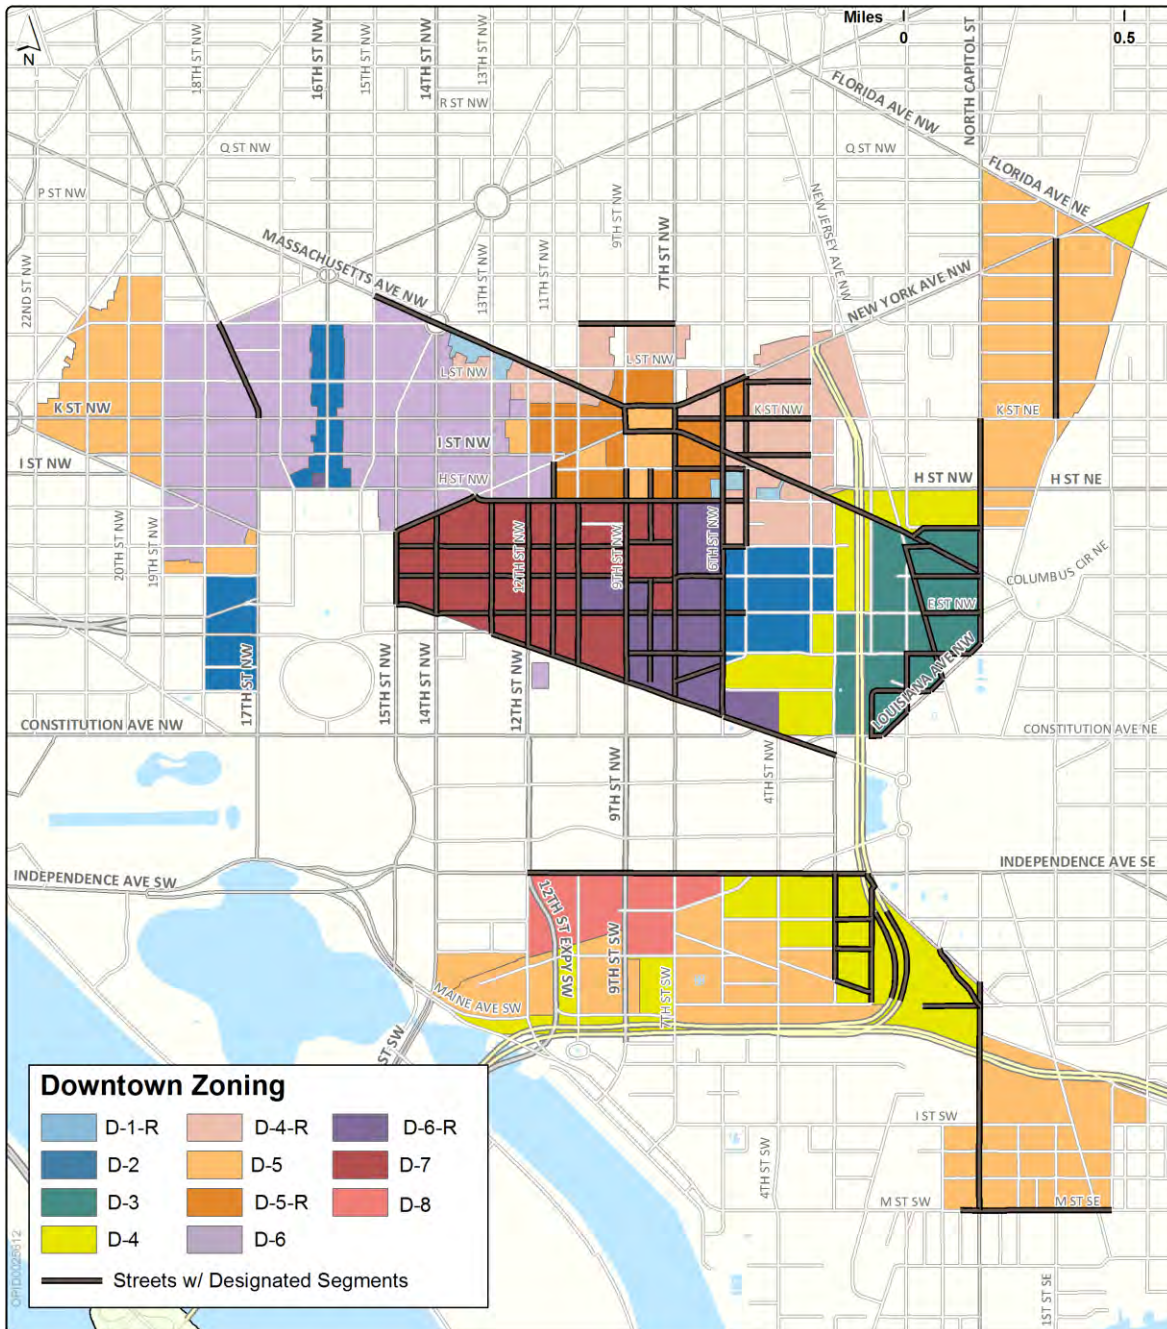 Miles
0
0.5
N
18TH ST NW
16TH ST NW
15TH ST NW
14TH ST NW
13TH ST NW
NORTH CAPITOL ST
R ST NW
FLORIDA AVE NW
Q ST NW
Q ST NW
FLORIDA AVE NE
P ST NW
9TH ST NW
NEW JERSEY AVE NW
22ND ST NW
MASSACHUSETTS AVE NW
13TH ST NW
11TH ST NW
7TH ST NW
NEW YORK AVE NW
L ST NW
L ST NW
K ST NW
K ST NW
K ST NE
I ST NW
I ST NW
H ST NW
H ST NW
H ST NE
20TH ST NW
19TH ST NW
12TH ST NW
9TH ST NW
6TH ST NW
COLUMBUS CIR NE
E ST NW
17TH ST NW
15TH ST NW
14TH ST NW
12TH ST NW
LOUISIANA AVE NW
CONSTITUTION AVE NW
CONSTITUTION AVE NE
9TH ST NW
4TH ST NW
INDEPENDENCE AVE SW
INDEPENDENCE AVE SE
12TH ST EXPY SW
9TH ST SW
MAINE AVE SW
7TH ST SW
ST SW
I ST SW
4TH ST SW
M ST SW
M ST SE
1ST ST SE
Downtown Zoning
D-1-R
D-4-R
D-6-R
D-2
D-5
D-7
D-3
D-5-R
D-8
D-4
D-6
Streets w/ Designated Segments